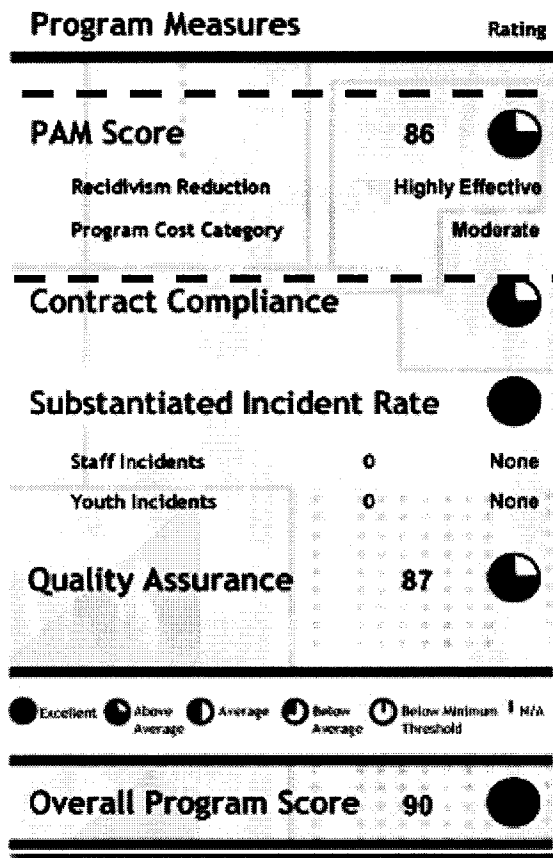 Program Measures Rating
PAM Score 86
Recidivism Reduction Highly Effective
Program Cost Category Moderate
Contract Compliance
Substantiated Incident Rate
Staff Incidents 0 None
Youth Incidents 0 None
Quality Assurance 87
Excellent Above Average Below Below Minimum N/A
Average Average Threshold
Overall Program Score 90